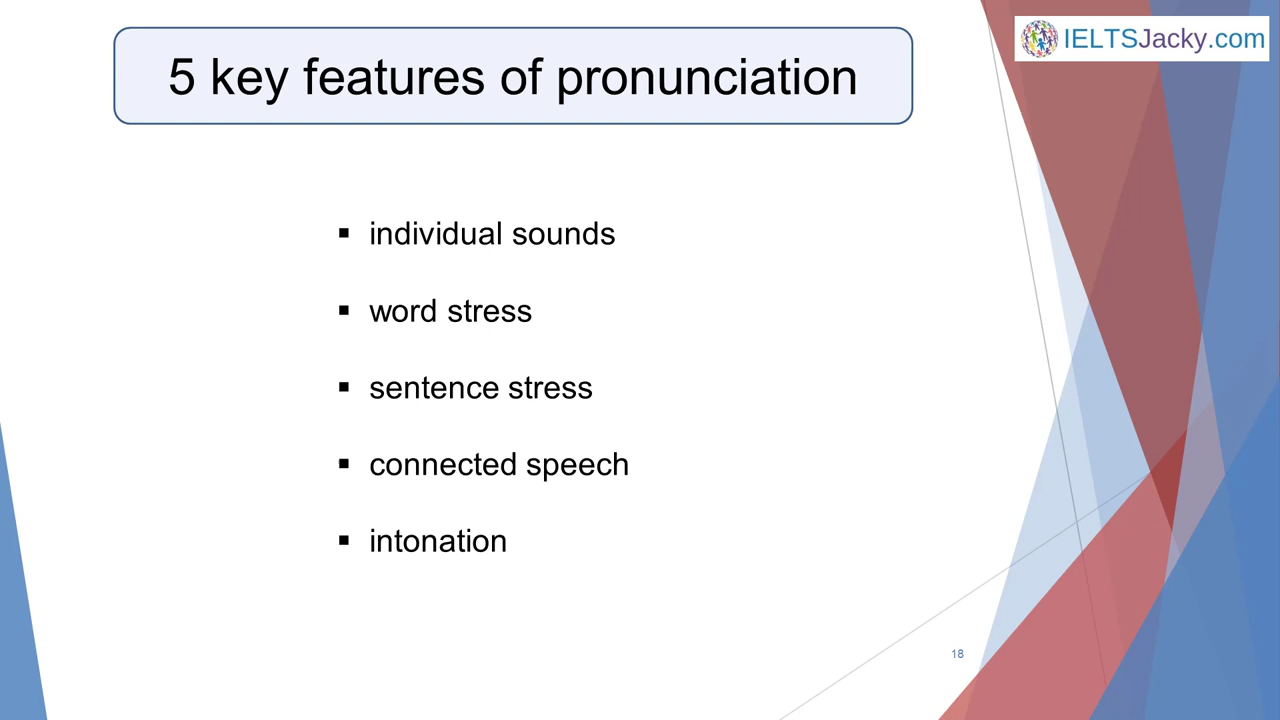 IELTSJacky.com
5 key features of pronunciation
▪ individual sounds
▪ word stress
▪ sentence stress
▪ connected speech
▪ intonation
18